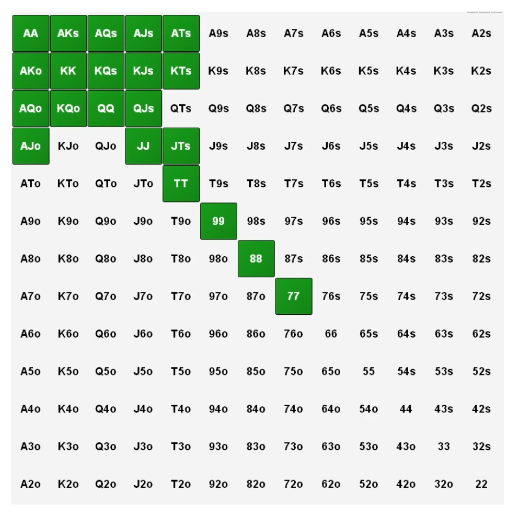 AA AKs AQs AJs ATs A9s A8s A7s A6s A5s A4s A3s A2s
AKo KK KQs KJs KTs K9s K8s K7s K6s K5s K4s K3s K2s
AQo KQo QQ QJs QTs Q9s Q8s Q7s Q6s Q5s Q4s Q3s Q2s
AJo KJo QJo JJ JTs J9s J8s J7s J6s J5s J4s J3s J2s
ATo KTo QTo JTo TT T9s T8s T7s T6s T5s T4s T3s T2s
A9o K9o Q9o J9o T9o 99 98s 97s 96s 95s 94s 93s 92s
A8o K8o Q8o J8o T8o 98o 88 87s 86s 85s 84s 83s 82s
A7o K7o Q7o J7o T7o 97o 87o 77 76s 75s 74s 73s 72s
A6o K6o Q6o J6o T6o 96o 86o 76o 66 65s 64s 63s 62s
A5o K5o Q5o J5o T5o 95o 85o 75o 65o 55 54s 53s 52s
A4o K4o Q4o J4o T4o 94o 84o 74o 64o 54o 44 43s 42s
A3o K3o Q3o J3o T3o 93o 83o 73o 63o 53o 43o 33 32s
A2o K2o Q2o J2o T2o 92o 82o 72o 62o 52o 42o 32o 22